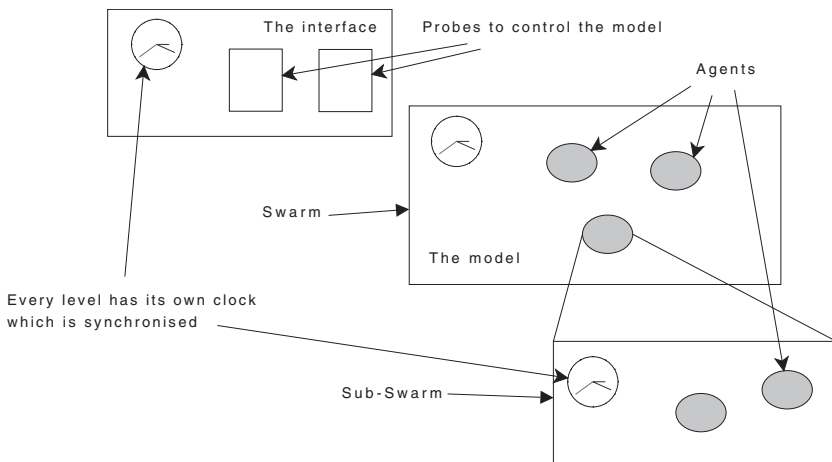 The interface
Probes to control the model
Agents
Swarm
The model
Every level has its own clock
which is synchronised
Sub-Swarm